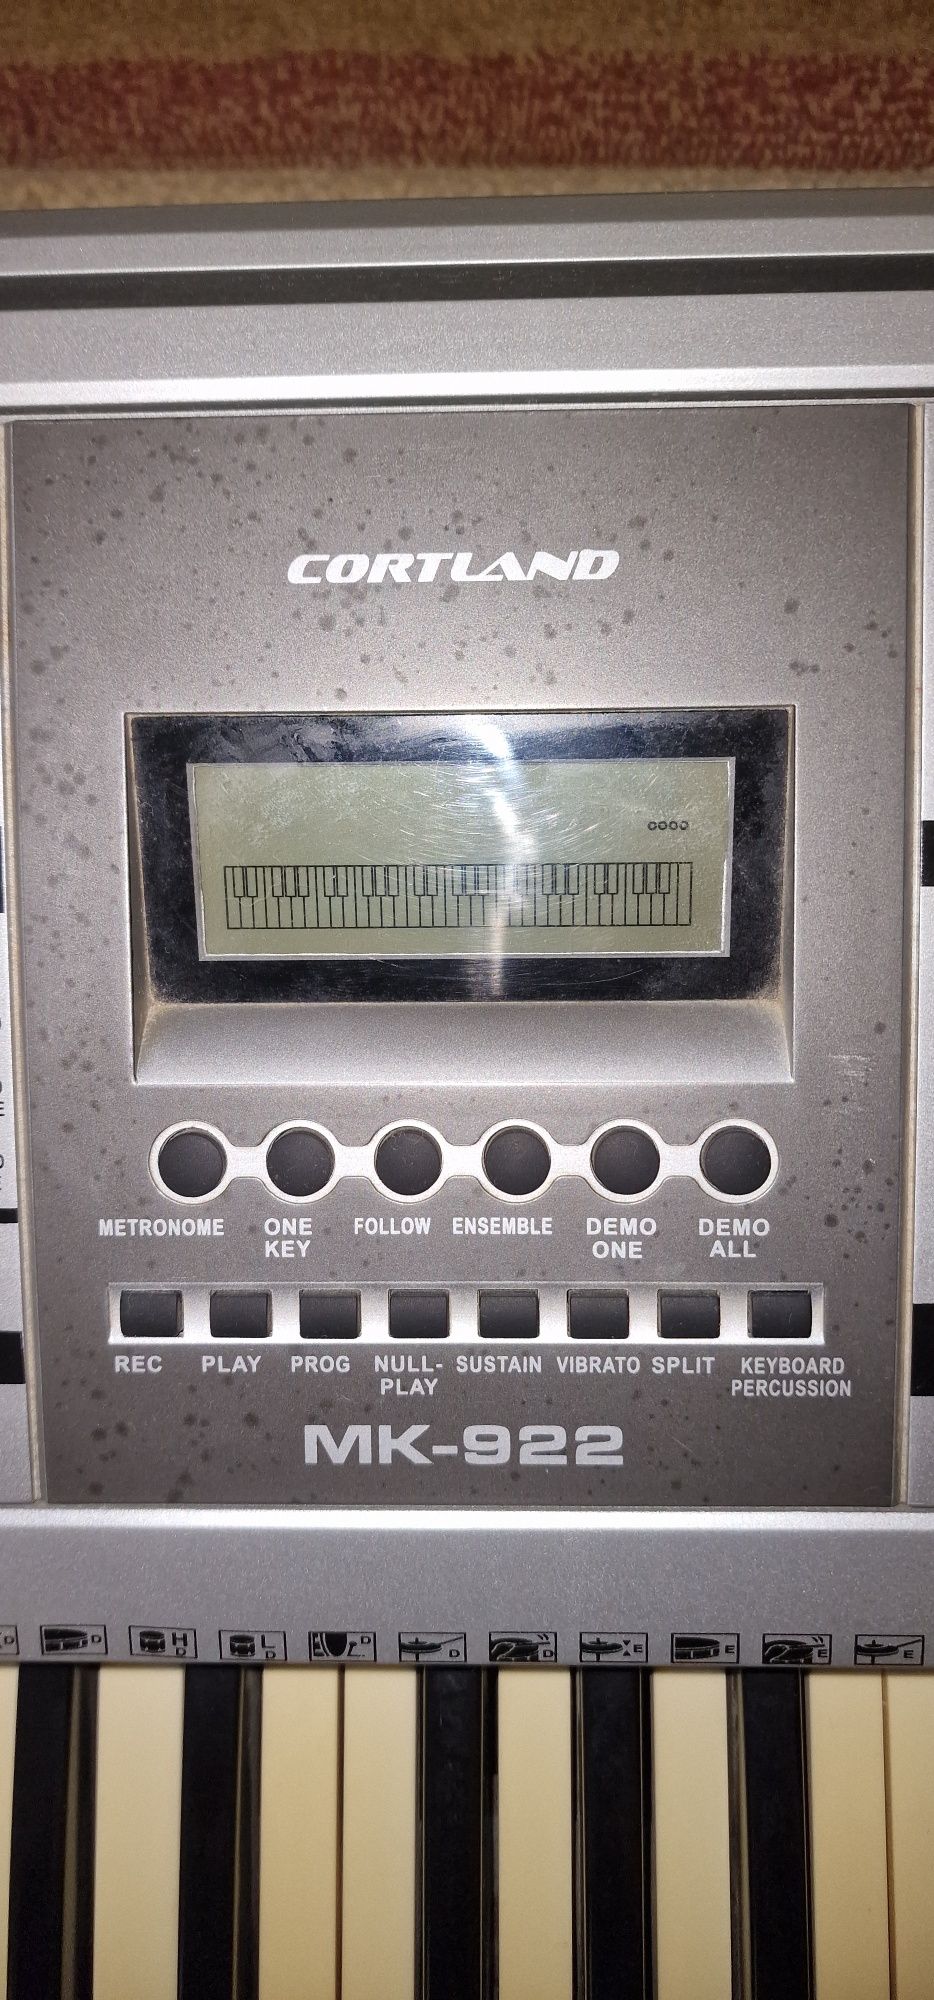 CORTLAND
METRONOME ONE KEY FOLLOW ENSEMBLE DEMO ONE DEMO ALL
REC PLAY PROG NULL-PLAY SUSTAIN VIBRATO SPLIT KEYBOARD PERCUSSION
MK-922
D D H D L D D D D E E E E